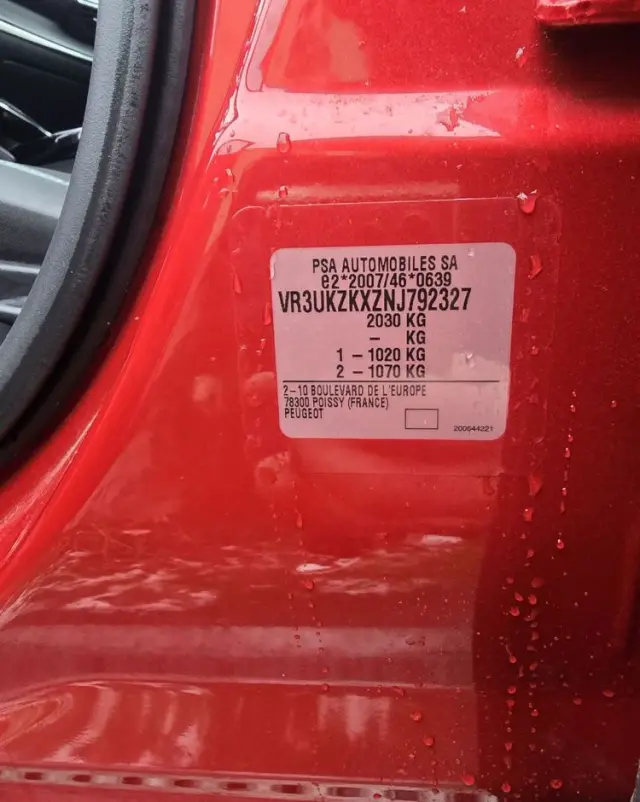 PSA AUTOMOBILES SA
e2*2007/46*0639
VR3UKZKXZNJ792327
2030 KG
- KG
1 - 1020 KG
2 - 1070 KG
2-10 BOULEVARD DE L'EUROPE
78300 POISSY (FRANCE)
PEUGEOT
200644221